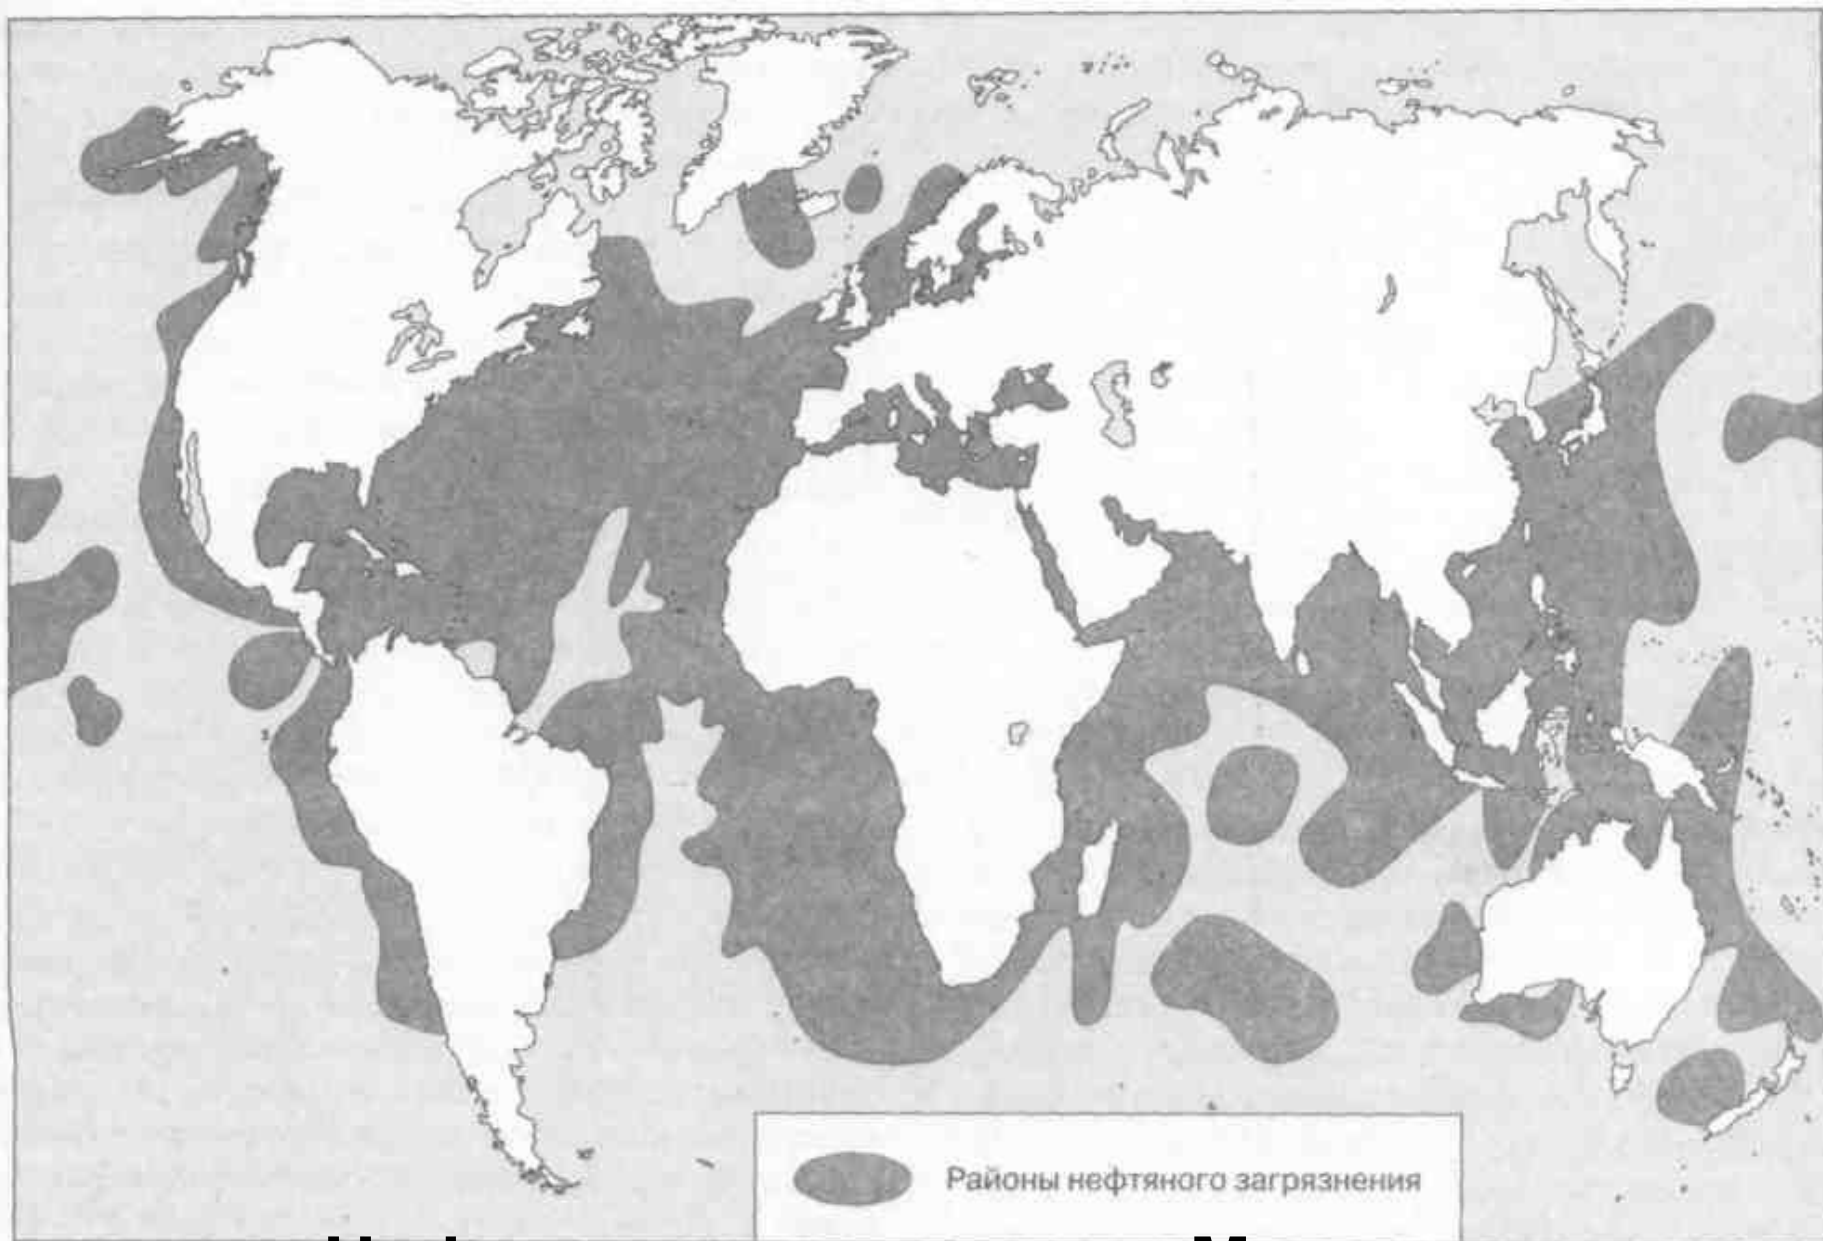 Районы нефтяного загрязнения